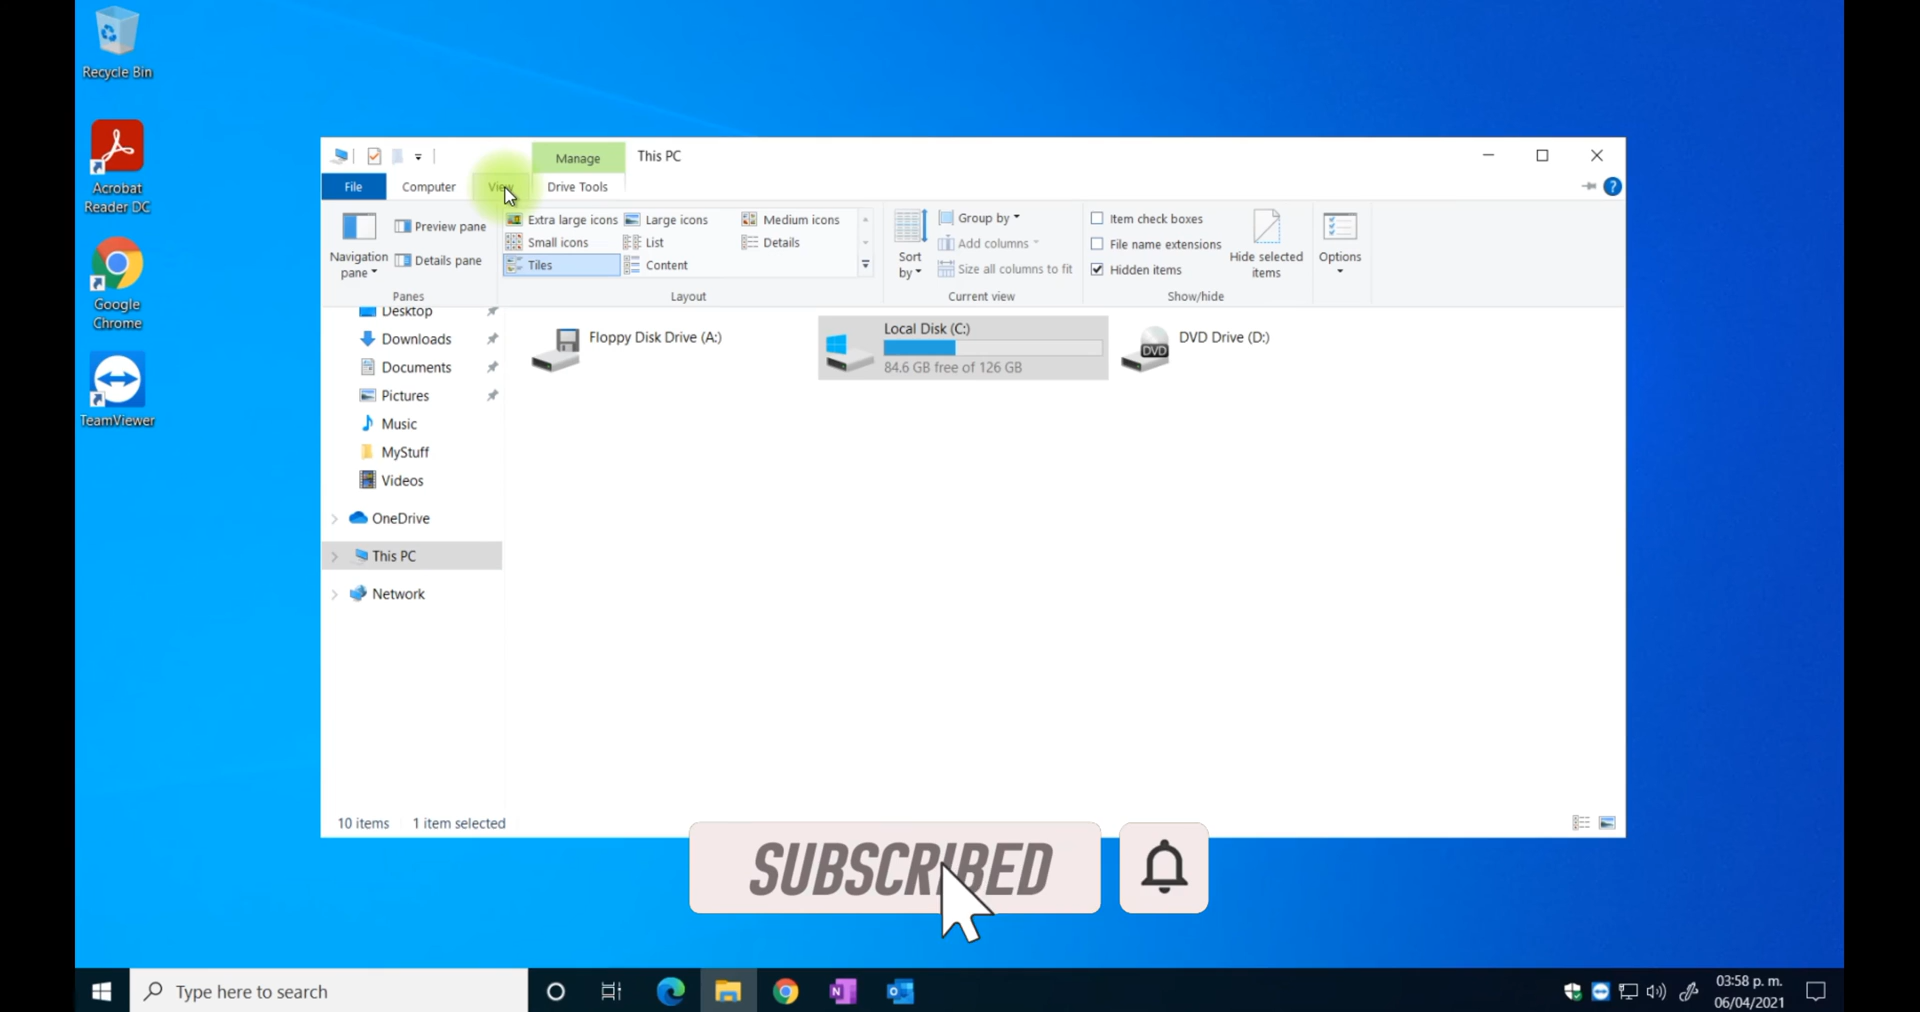 Recycle Bin
Acrobat
Reader DC
Google
Chrome
TeamViewer
Manage
This PC
File
Computer
View
Drive Tools
Navigation
pane
Preview pane
Details pane
Panes
Extra large icons
Large icons
Medium icons
Small icons
List
Details
Tiles
Content
Layout
Sort
by
Group by
Add columns
Size all columns to fit
Current view
Item check boxes
File name extensions
Hidden items
Hide selected
items
Show/hide
Options
Desktop
Downloads
Documents
Pictures
Music
MyStuff
Videos
OneDrive
This PC
Network
Floppy Disk Drive (A:)
Local Disk (C:)
84.6 GB free of 126 GB
DVD
DVD Drive (D:)
10 items
1 item selected
SUBSCRIBED
Type here to search
03:58 p. m.
06/04/2021